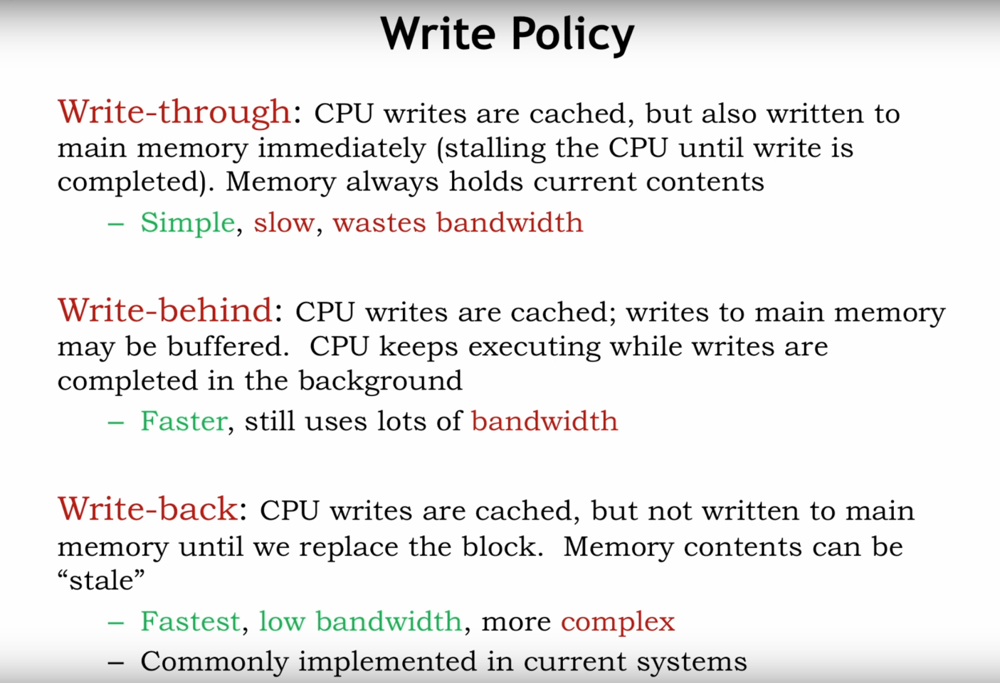 Write Policy
Write-through: CPU writes are cached, but also written to
main memory immediately (stalling the CPU until write is
completed). Memory always holds current contents
– Simple, slow, wastes bandwidth
Write-behind: CPU writes are cached; writes to main memory
may be buffered. CPU keeps executing while writes are
completed in the background
– Faster, still uses lots of bandwidth
Write-back: CPU writes are cached, but not written to main
memory until we replace the block. Memory contents can be
“stale”
– Fastest, low bandwidth, more complex
– Commonly implemented in current systems